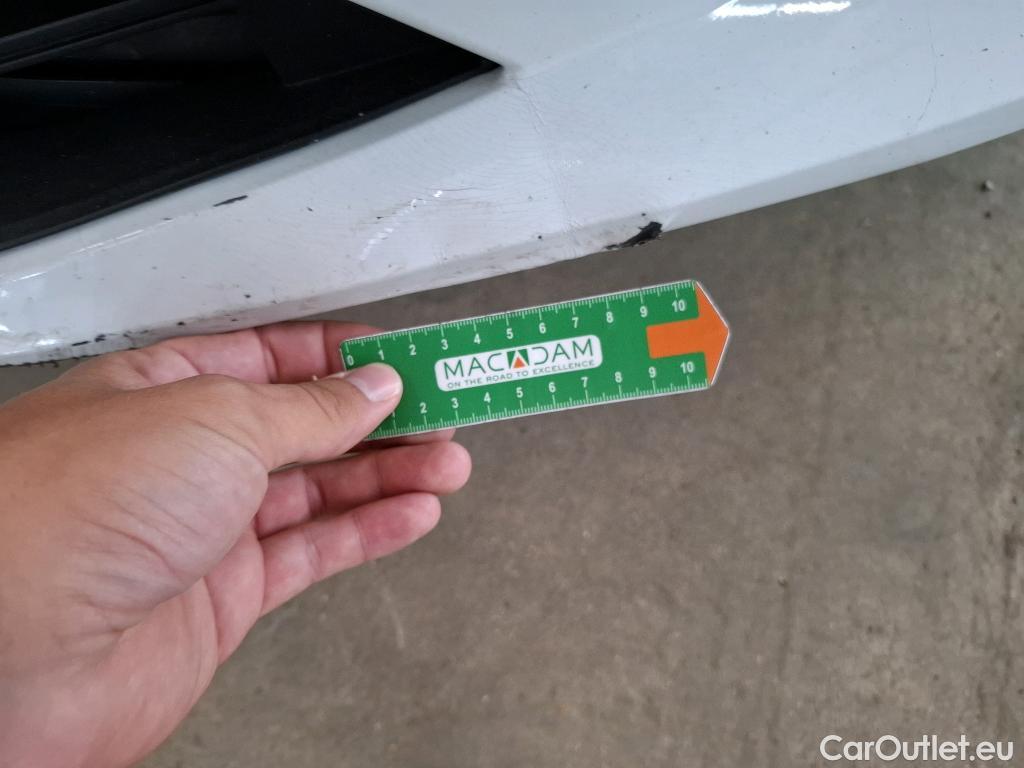 0 1 2 3 4 5 6 7 8 9 10
MACADAM
ON THE ROAD TO EXCELLENCE
2 3 4 5 6 7 8 9 10
CarOutlet.eu